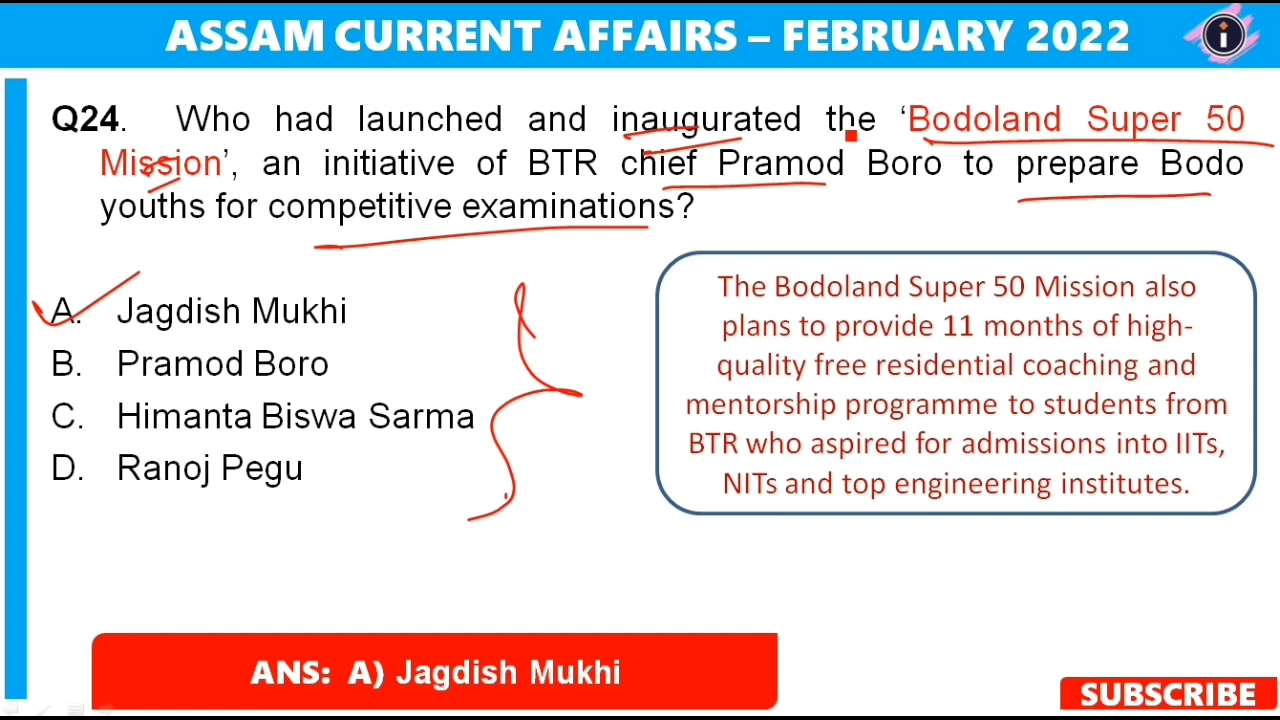 ASSAM CURRENT AFFAIRS – FEBRUARY 2022
i
Q24. Who had launched and inaugurated the ‘Bodoland Super 50
Mission’, an initiative of BTR chief Pramod Boro to prepare Bodo
youths for competitive examinations?
A. Jagdish Mukhi
B. Pramod Boro
C. Himanta Biswa Sarma
D. Ranoj Pegu
The Bodoland Super 50 Mission also
plans to provide 11 months of high-
quality free residential coaching and
mentorship programme to students from
BTR who aspired for admissions into IITs,
NITs and top engineering institutes.
ANS: A) Jagdish Mukhi
SUBSCRIBE